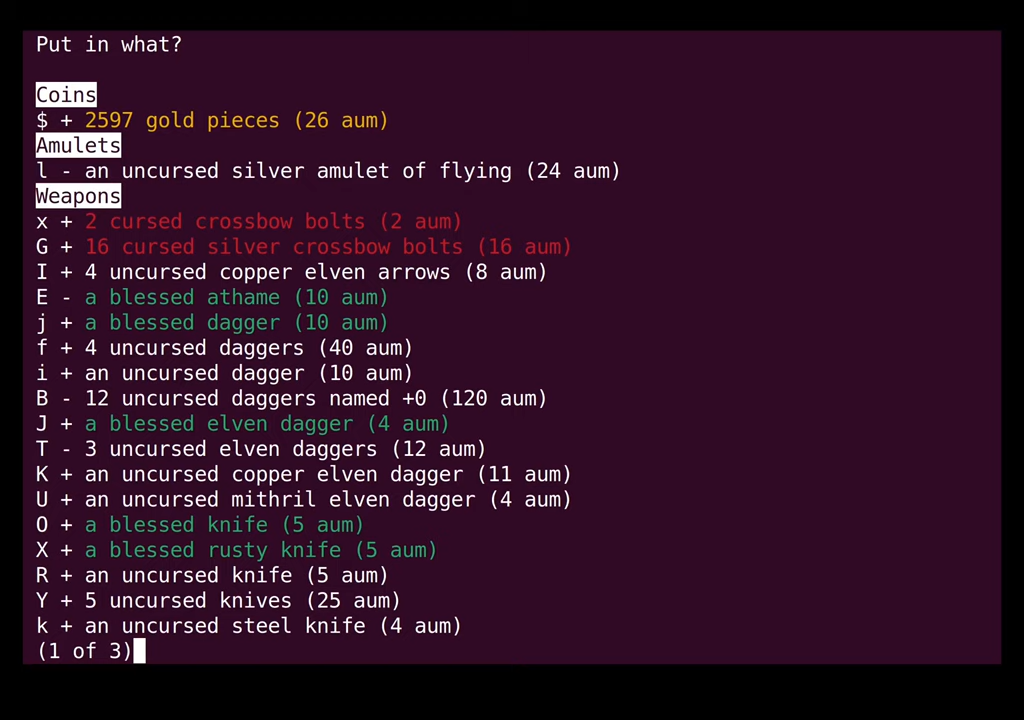 Put in what?
Coins
$ + 2597 gold pieces (26 aum)
Amulets
l - an uncursed silver amulet of flying (24 aum)
Weapons
x + 2 cursed crossbow bolts (2 aum)
G + 16 cursed silver crossbow bolts (16 aum)
I + 4 uncursed copper elven arrows (8 aum)
E - a blessed athame (10 aum)
j + a blessed dagger (10 aum)
f + 4 uncursed daggers (40 aum)
i + an uncursed dagger (10 aum)
B - 12 uncursed daggers named +0 (120 aum)
J + a blessed elven dagger (4 aum)
T - 3 uncursed elven daggers (12 aum)
K + an uncursed copper elven dagger (11 aum)
U + an uncursed mithril elven dagger (4 aum)
O + a blessed knife (5 aum)
X + a blessed rusty knife (5 aum)
R + an uncursed knife (5 aum)
Y + 5 uncursed knives (25 aum)
k + an uncursed steel knife (4 aum)
(1 of 3)